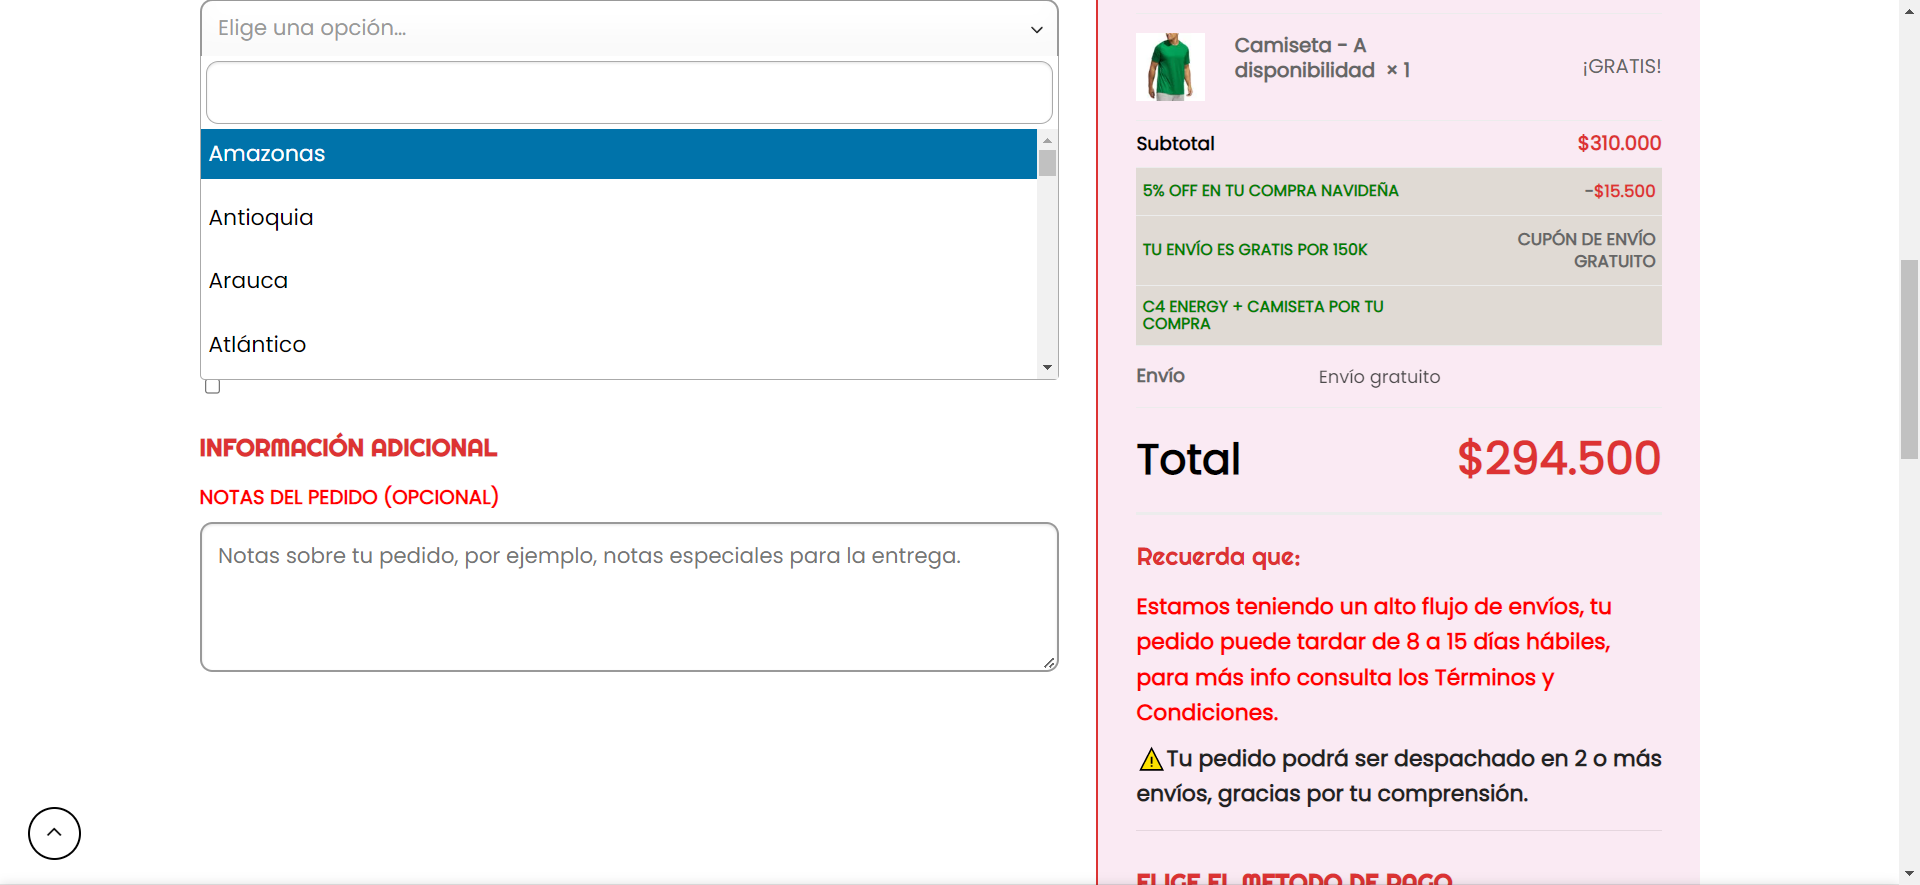 Elige una opción...
Amazonas
Antioquia
Arauca
Atlántico
INFORMACIÓN ADICIONAL
NOTAS DEL PEDIDO (OPCIONAL)
Notas sobre tu pedido, por ejemplo, notas especiales para la entrega.
Camiseta - A
disponibilidad × 1
¡GRATIS!
Subtotal $310.000
5% OFF EN TU COMPRA NAVIDEÑA -$15.500
TU ENVÍO ES GRATIS POR 150K
CUPÓN DE ENVÍO
GRATUITO
C4 ENERGY + CAMISETA POR TU
COMPRA
Envío Envío gratuito
Total $294.500
Recuerda que:
Estamos teniendo un alto flujo de envíos, tu
pedido puede tardar de 8 a 15 días hábiles,
para más info consulta los Términos y
Condiciones.
⚠️Tu pedido podrá ser despachado en 2 o más
envíos, gracias por tu comprensión.
ELIGE EL METODO DE PAGO